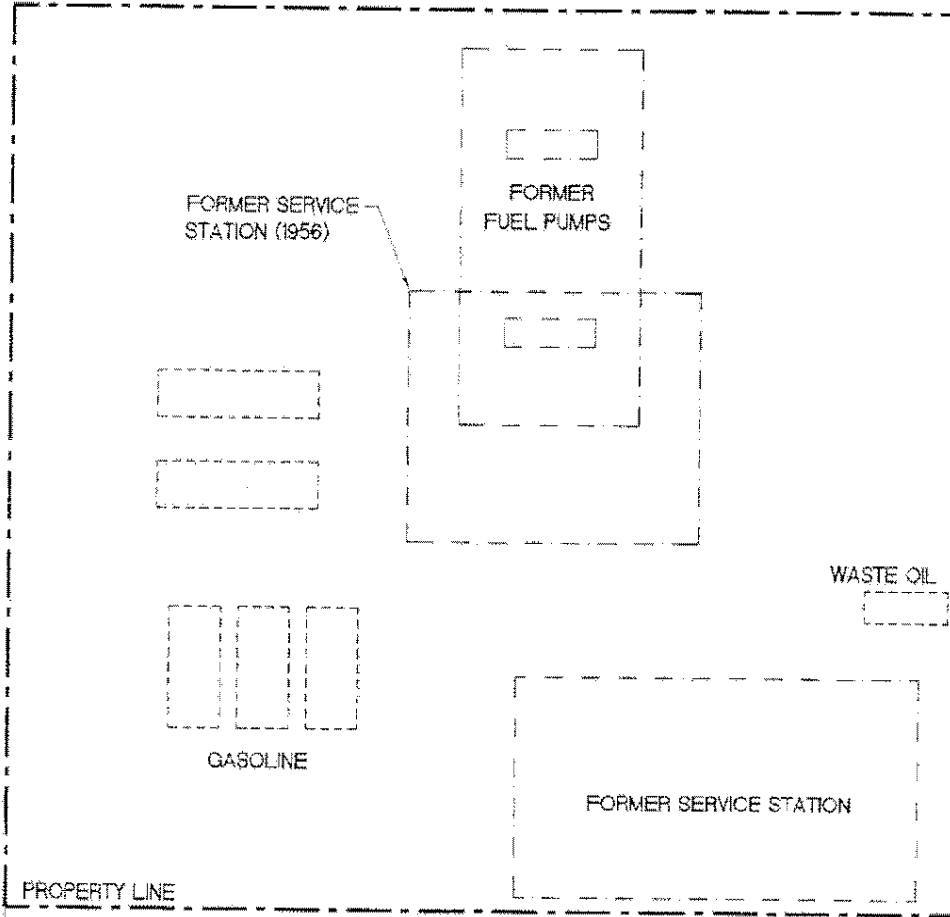 FORMER
FUEL PUMPS
FORMER SERVICE
STATION (1956)
WASTE OIL
GASOLINE
FORMER SERVICE STATION
PROPERTY LINE